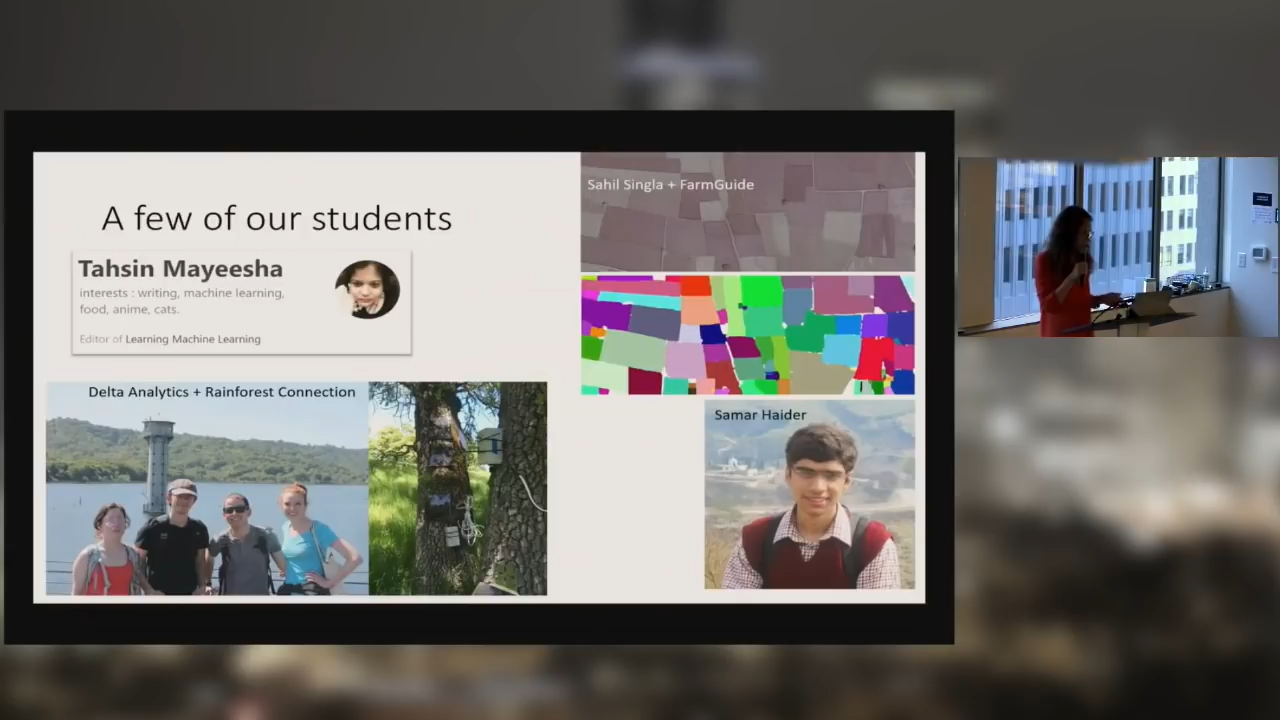 A few of our students
Tahsin Mayeesha
interests : writing, machine learning,
food, anime, cats.
Editor of Learning Machine Learning
Delta Analytics + Rainforest Connection
Sahil Singla + FarmGuide
Samar Haider